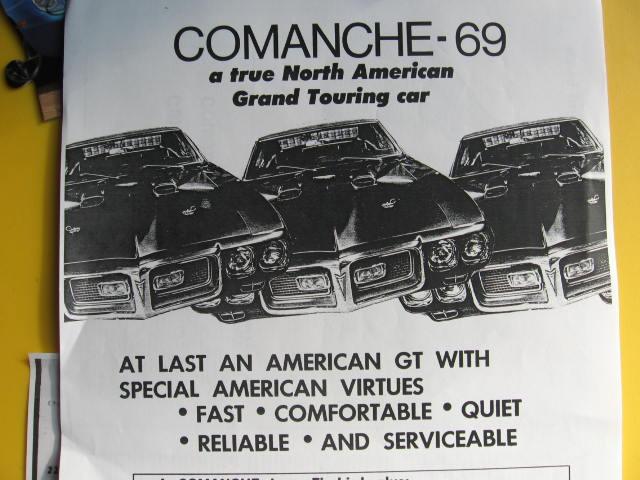 COMANCHE-69
a true North American
Grand Touring car
AT LAST AN AMERICAN GT WITH
SPECIAL AMERICAN VIRTUES
• FAST • COMFORTABLE • QUIET
• RELIABLE • AND SERVICEABLE
COMANCHE